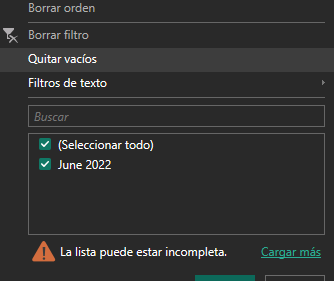 Borrar orden
Borrar filtro
Quitar vacíos
Filtros de texto
Buscar
(Seleccionar todo)
June 2022
La lista puede estar incompleta. Cargar más